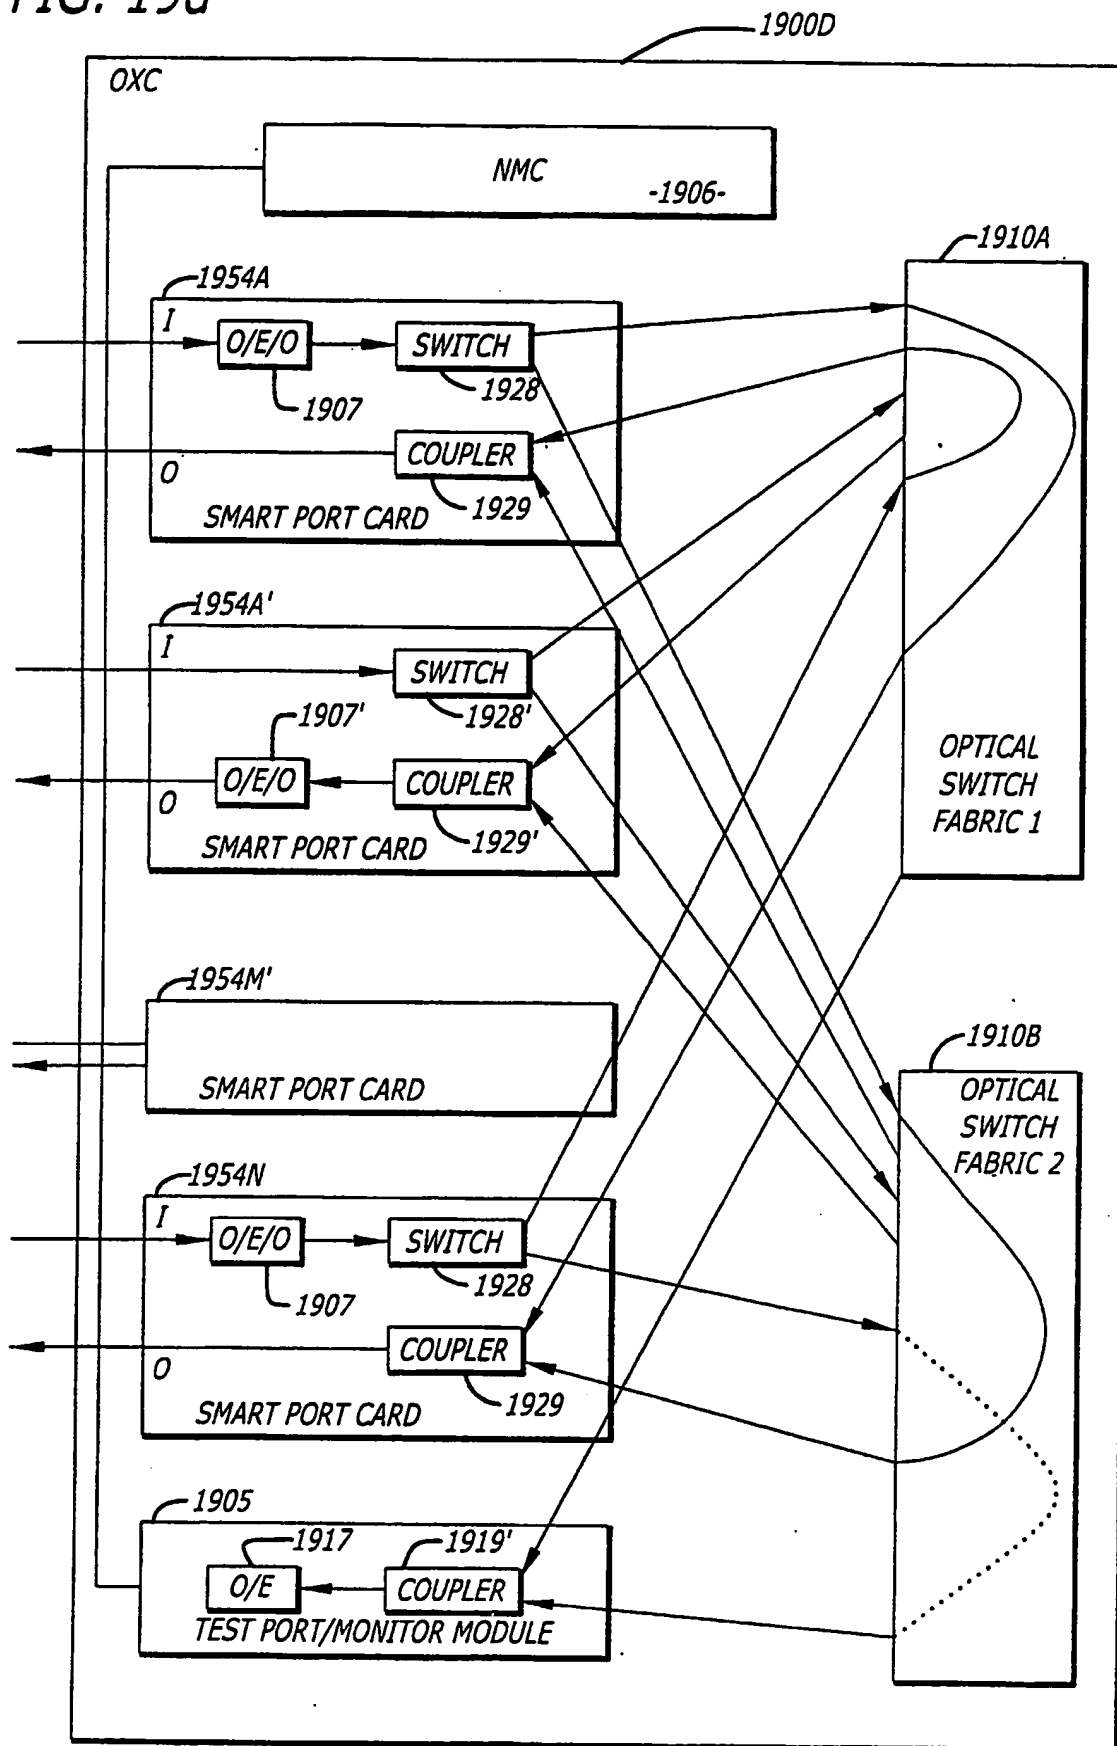 FIG. 19d
1900D
OXC
NMC
-1906-
1910A
1954A
I
O/E/O
SWITCH
1928
1907
COUPLER
O
1929
SMART PORT CARD
1954A'
I
SWITCH
1928'
1907'
O/E/O
COUPLER
O
1929'
SMART PORT CARD
OPTICAL
SWITCH
FABRIC 1
1954M'
SMART PORT CARD
1910B
OPTICAL
SWITCH
FABRIC 2
1954N
I
O/E/O
SWITCH
1928
1907
COUPLER
O
1929
SMART PORT CARD
1905
1917
1919'
O/E
COUPLER
TEST PORT/MONITOR MODULE